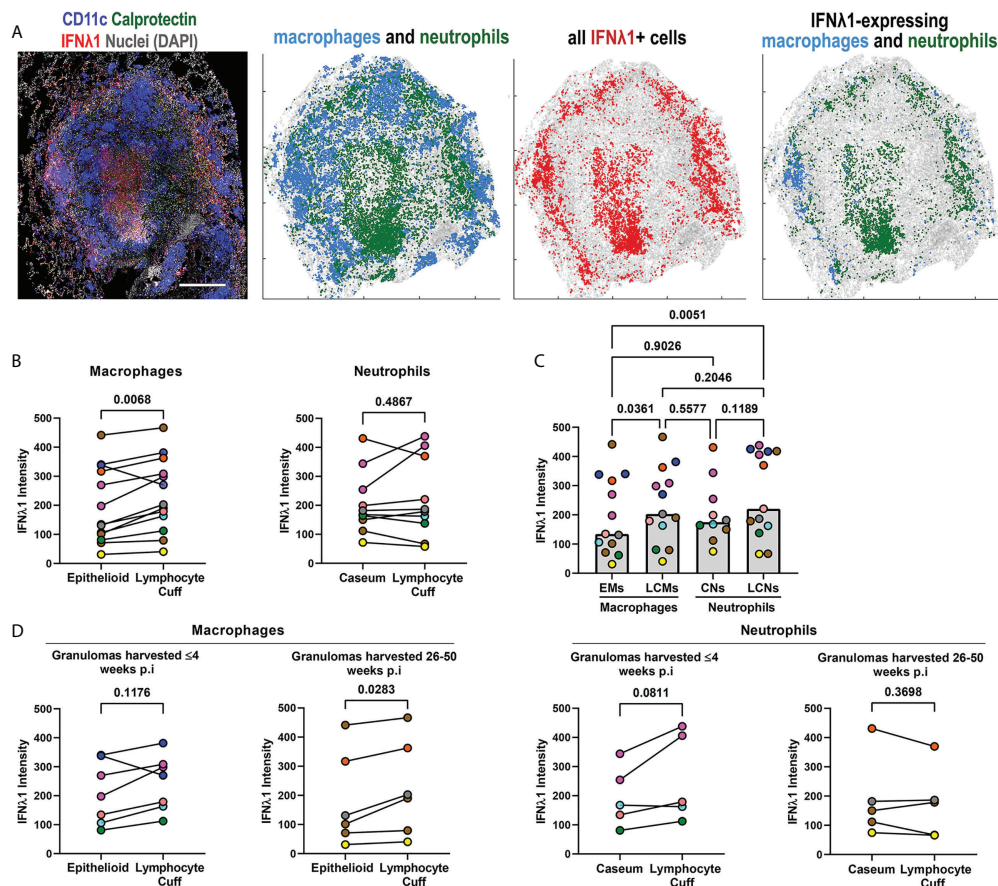 A
CD11c Calprotectin
IFNλ1 Nuclei (DAPI)
macrophages and neutrophils
all IFNλ1+ cells
IFNλ1-expressing
macrophages and neutrophils
B
Macrophages
0.0068
500
400
300
200
100
0
IFNλ1 Intensity
Epithelioid
Lymphocyte
Cuff
Neutrophils
0.4867
500
400
300
200
100
0
IFNλ1 Intensity
Caseum
Lymphocyte
Cuff
C
0.0051
0.9026
0.2046
0.0361
0.5577
0.1189
500
400
300
200
100
0
IFNλ1 Intensity
EMs
LCMs
CNs
LCNs
Macrophages
Neutrophils
D
Macrophages
Granulomas harvested ≤4
weeks p.i
0.1176
500
400
300
200
100
0
IFNλ1 Intensity
Epithelioid
Lymphocyte
Cuff
Granulomas harvested 26-50
weeks p.i
0.0283
500
400
300
200
100
0
IFNλ1 Intensity
Epithelioid
Lymphocyte
Cuff
Neutrophils
Granulomas harvested ≤4
weeks p.i
0.0811
500
400
300
200
100
0
IFNλ1 Intensity
Caseum
Lymphocyte
Cuff
Granulomas harvested 26-50
weeks p.i
0.3698
500
400
300
200
100
0
IFNλ1 Intensity
Caseum
Lymphocyte
Cuff